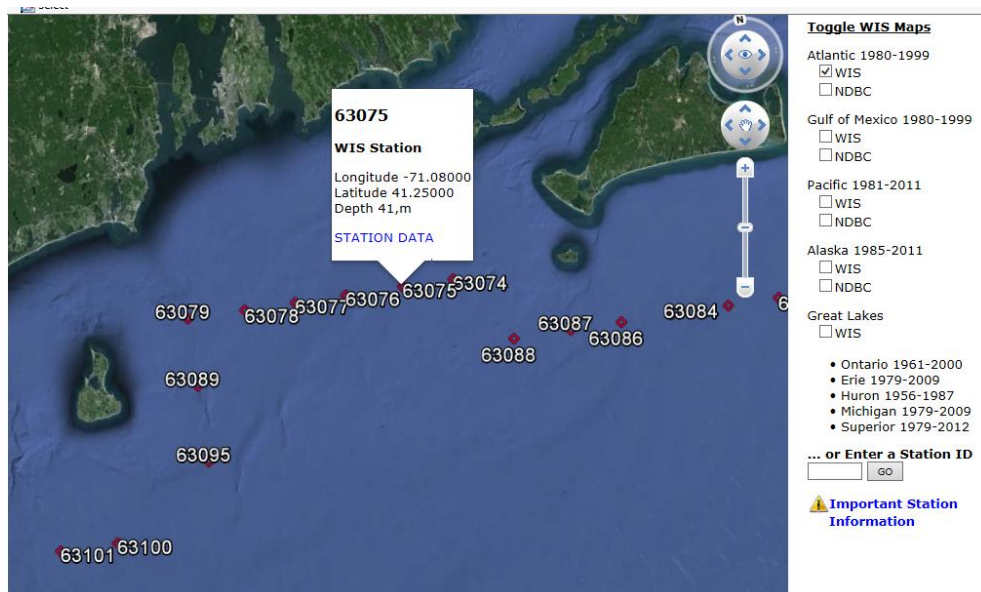 Select
N
63075
WIS Station
Longitude -71.08000
Latitude 41.25000
Depth 41,m
STATION DATA
63079
63078
63077
63076
63075
63074
63084
6
63087
63086
63088
63089
63095
63101
63100
Toggle WIS Maps
Atlantic 1980-1999
WIS
NDBC
Gulf of Mexico 1980-1999
WIS
NDBC
Pacific 1981-2011
WIS
NDBC
Alaska 1985-2011
WIS
NDBC
Great Lakes
WIS
• Ontario 1961-2000
• Erie 1979-2009
• Huron 1956-1987
• Michigan 1979-2009
• Superior 1979-2012
... or Enter a Station ID
GO
Important Station
Information